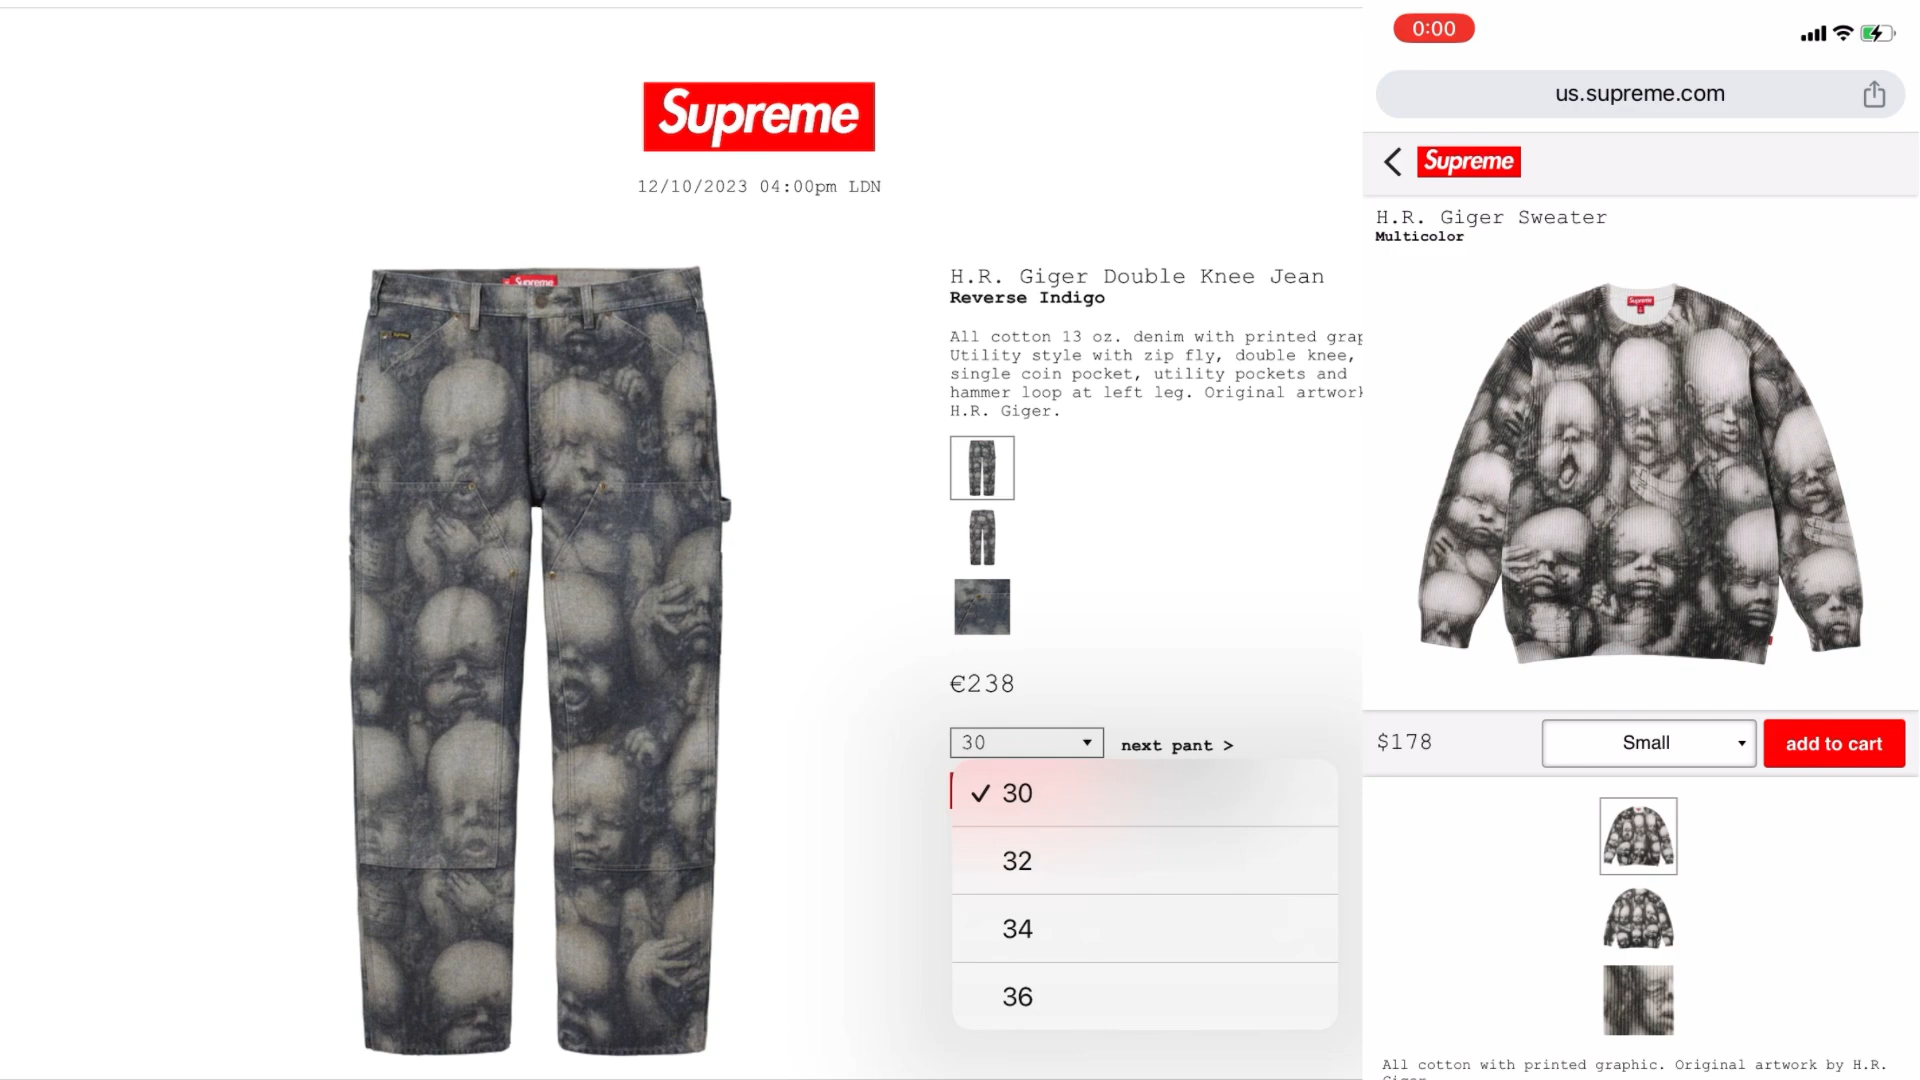 Supreme
12/10/2023 04:00pm LDN
Supreme
H.R. Giger Double Knee Jean
Reverse Indigo
All cotton 13 oz. denim with printed grap
Utility style with zip fly, double knee,
single coin pocket, utility pockets and
hammer loop at left leg. Original artwork
H.R. Giger.
€238
30
next pant >
30
32
34
36
0:00
us.supreme.com
Supreme
H.R. Giger Sweater
Multicolor
Supreme
$178
Small
add to cart
All cotton with printed graphic. Original artwork by H.R.